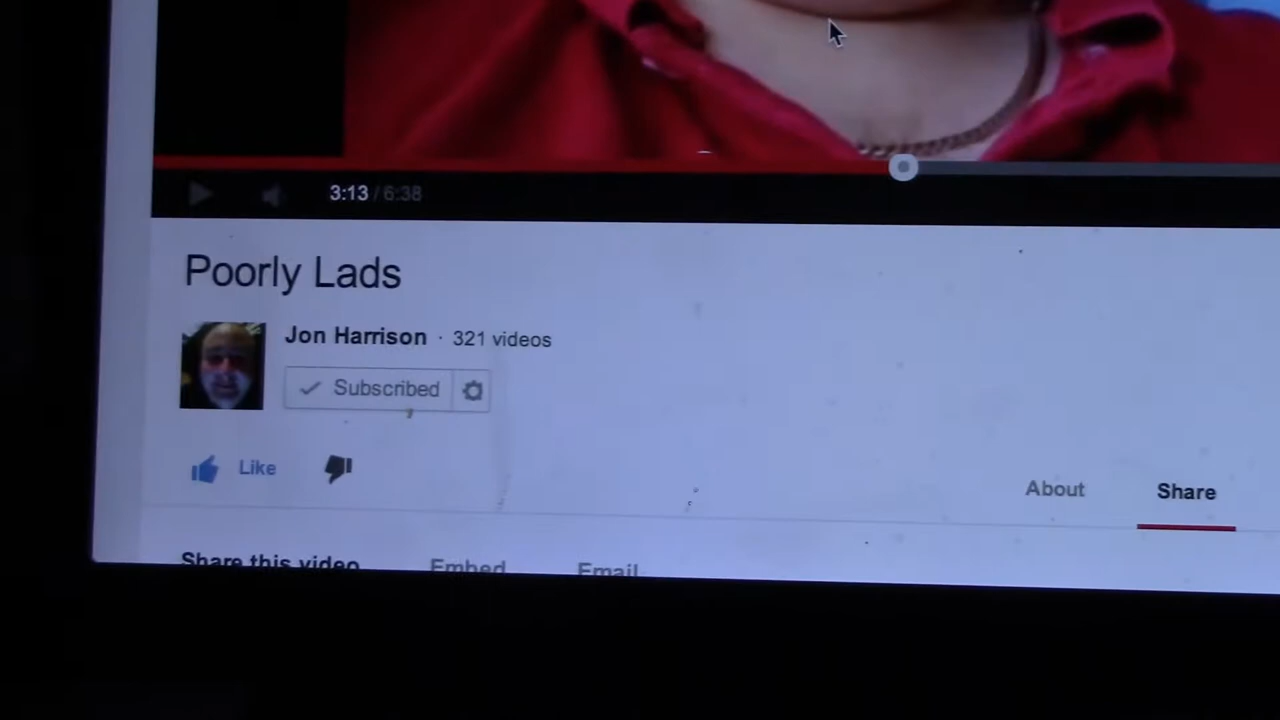 3:13 / 6:38
Poorly Lads
Jon Harrison · 321 videos
Subscribed
Like
About
Share
Share this video
Embed
Email